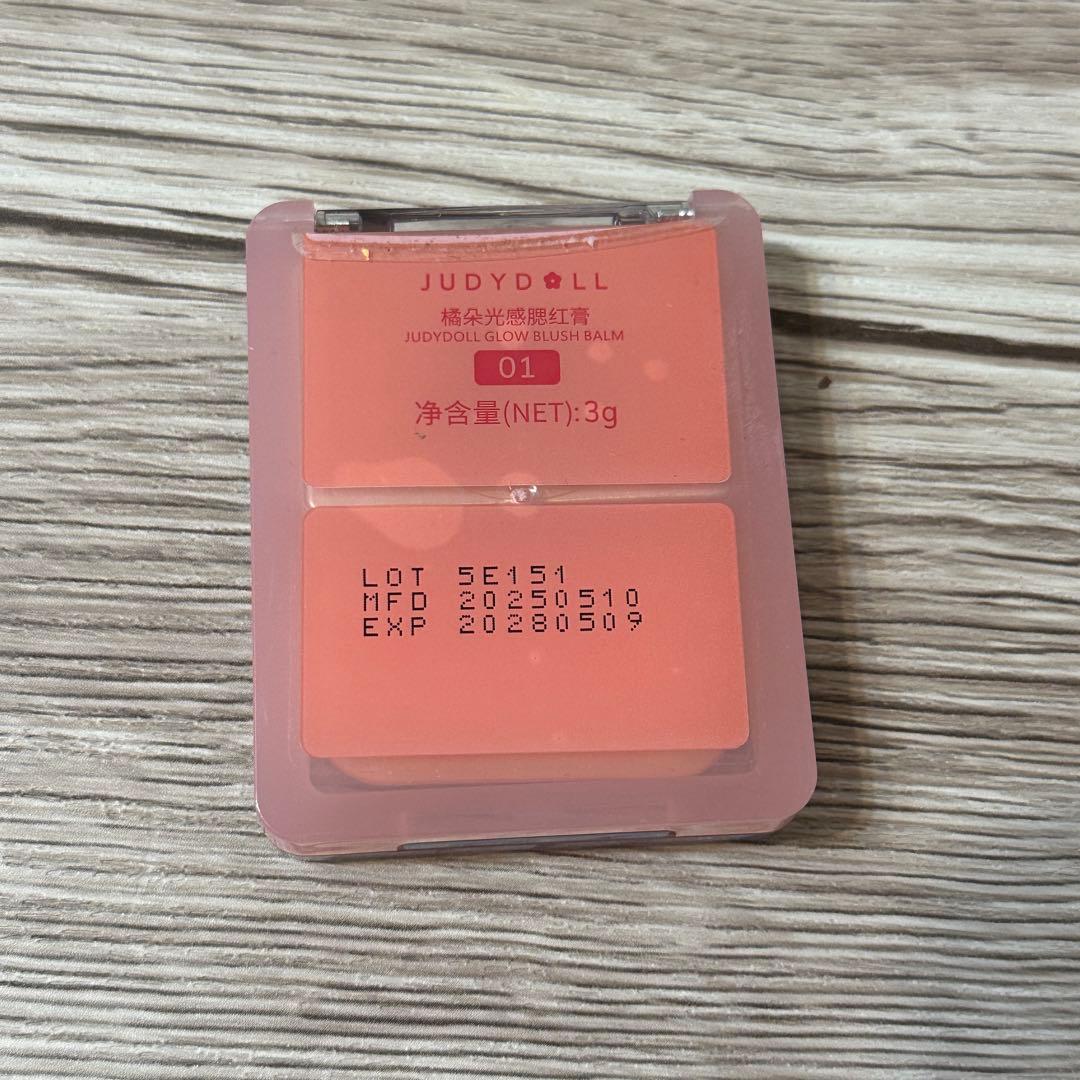 JUDYDOLL
橘朵光感腮红膏
JUDYDOLL GLOW BLUSH BALM
01
净含量(NET):3g
LOT 5E151
MFD 20250510
EXP 20280509